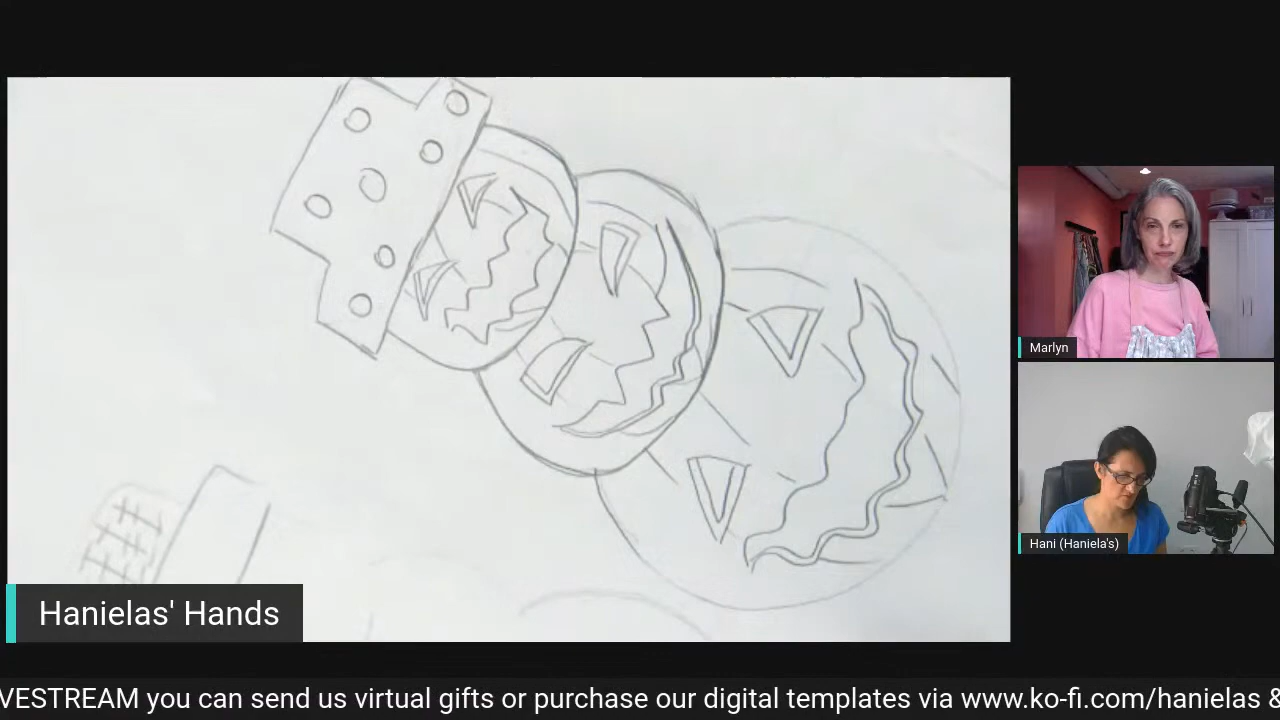 Marlyn
Hani (Haniela's)
Hanielas' Hands
VESTREAM you can send us virtual gifts or purchase our digital templates via www.ko-fi.com/hanielas &